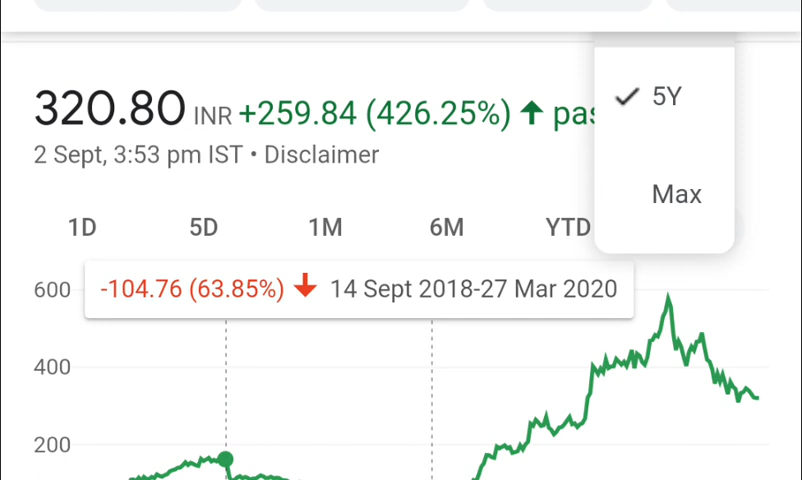 5Y
320.80 INR +259.84 (426.25%) ↑ pas
2 Sept, 3:53 pm IST • Disclaimer
Max
1D 5D 1M 6M YTD
-104.76 (63.85%) ↓ 14 Sept 2018-27 Mar 2020
600
400
200